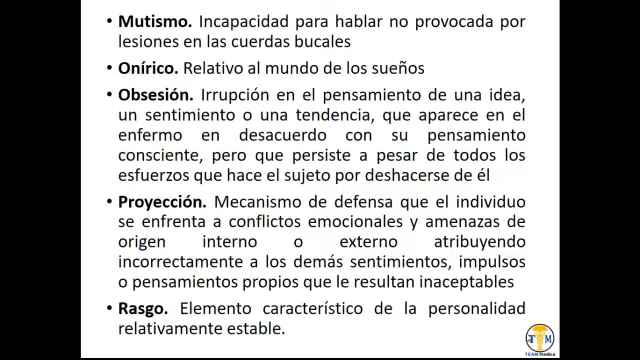 • Mutismo. Incapacidad para hablar no provocada por
lesiones en las cuerdas bucales
• Onírico. Relativo al mundo de los sueños
• Obsesión. Irrupción en el pensamiento de una idea,
un sentimiento o una tendencia, que aparece en el
enfermo en desacuerdo con su pensamiento
consciente, pero que persiste a pesar de todos los
esfuerzos que hace el sujeto por deshacerse de él
• Proyección. Mecanismo de defensa que el individuo
se enfrenta a conflictos emocionales y amenazas de
origen interno o externo atribuyendo
incorrectamente a los demás sentimientos, impulsos
o pensamientos propios que le resultan inaceptables
• Rasgo. Elemento característico de la personalidad
relativamente estable.
T M
TEAM medica